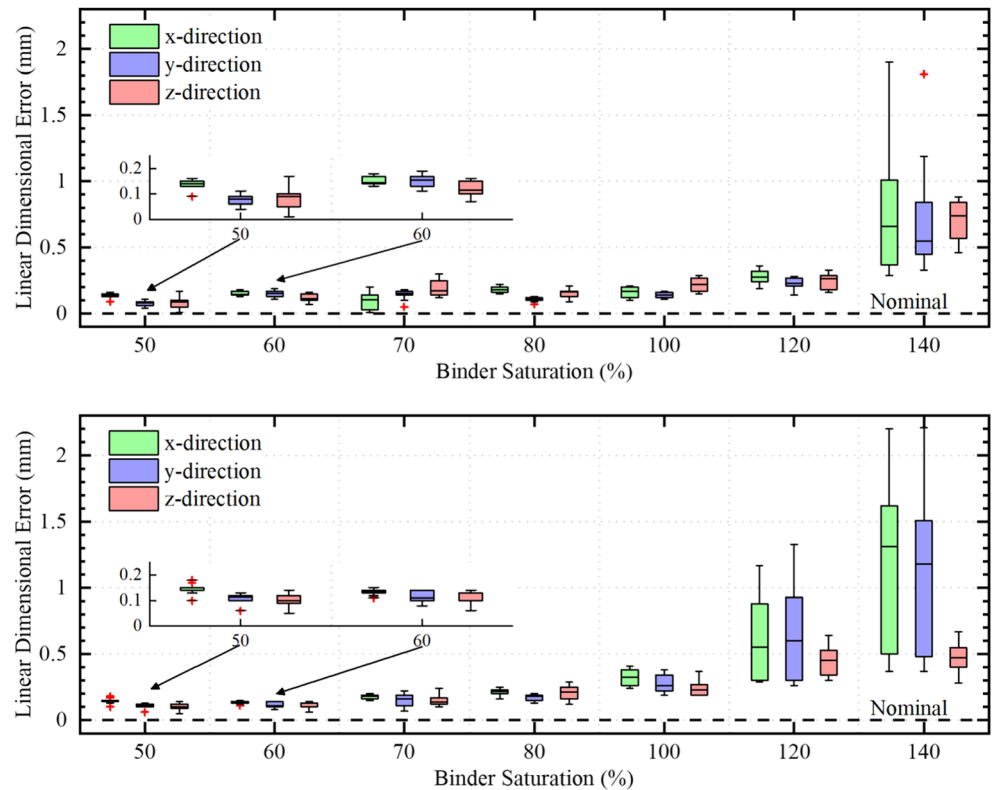 Linear Dimensional Error (mm)
2
1.5
1
0.5
0
x-direction
y-direction
z-direction
0.2
0.1
0
50
60
Nominal
50
60
70
80
100
120
140
Binder Saturation (%)
Linear Dimensional Error (mm)
2
1.5
1
0.5
0
x-direction
y-direction
z-direction
0.2
0.1
0
50
60
Nominal
50
60
70
80
100
120
140
Binder Saturation (%)